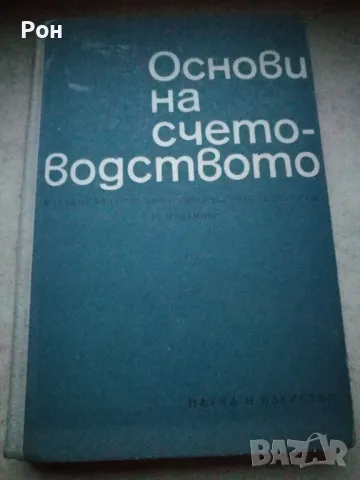 Рон
Основи
на
счето-
водството
НАУКА И ИЗКУСТВО
BAZAR